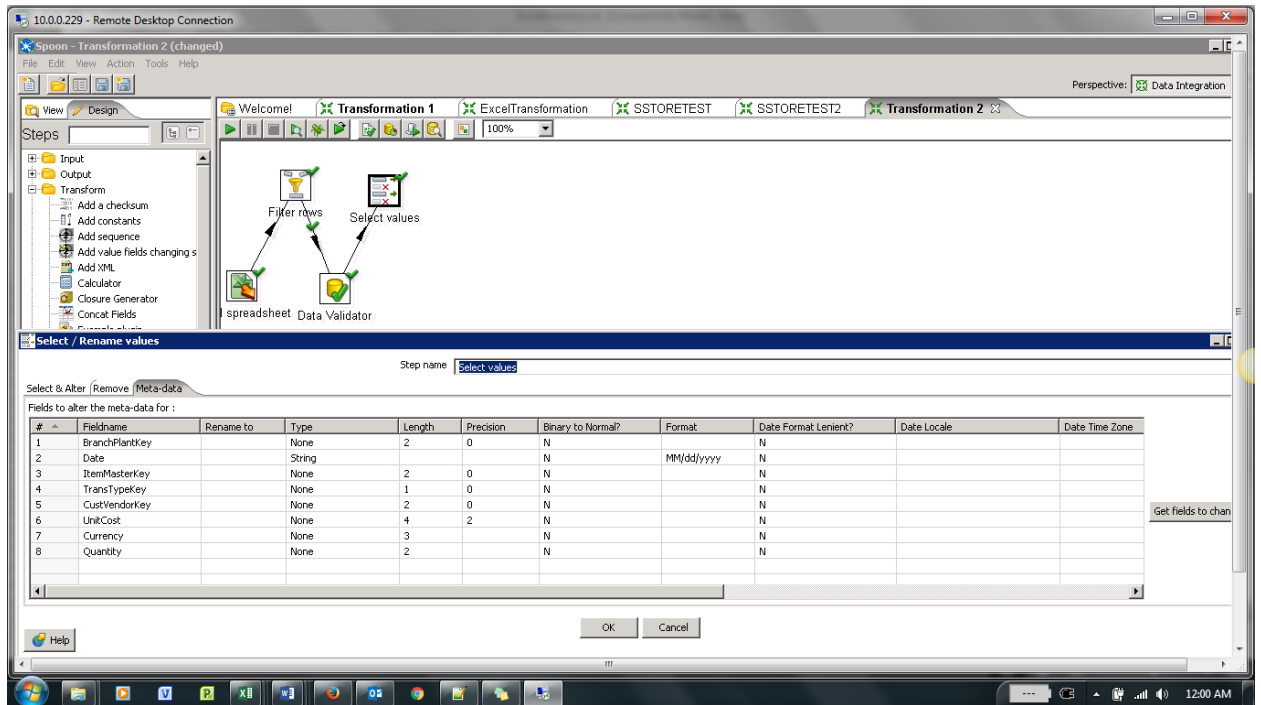 10.0.0.229 - Remote Desktop Connection
Spoon - Transformation 2 (changed)
File Edit View Action Tools Help
Perspective: Data Integration
View Design
Welcome! Transformation 1 ExcelTransformation SSTORETEST SSTORETEST2 Transformation 2
Steps
100%
Input
Output
Transform
Add a checksum
Add constants
Add sequence
Add value fields changing s
Add XML
Calculator
Closure Generator
Concat Fields
Filter rows
Select values
l spreadsheet
Data Validator
Select / Rename values
Step name Select values
Select & Alter Remove Meta-data
Fields to alter the meta-data for :
# Fieldname Rename to Type Length Precision Binary to Normal? Format Date Format Lenient? Date Locale Date Time Zone
1 BranchPlantKey None 2 0 N N
2 Date String N MM/dd/yyyy N
3 ItemMasterKey None 2 0 N N
4 TransTypeKey None 1 0 N N
5 CustVendorKey None 2 0 N N
6 UnitCost None 4 2 N N
7 Currency None 3 N N
8 Quantity None 2 N N
Get fields to chan
OK Cancel
Help
12:00 AM